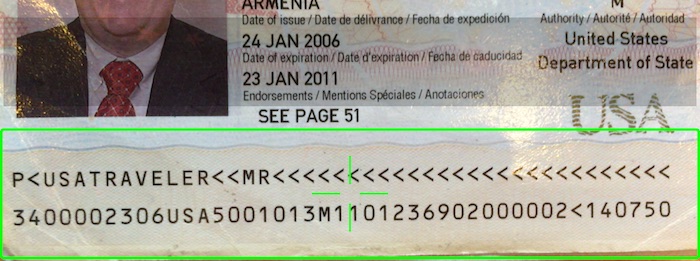 ARMENIA M
Date of issue / Date de délivrance / Fecha de expedición Authority / Autorité / Autoridad
24 JAN 2006 United States
Date of expiration / Date d'expiration / Fecha de caducidad Department of State
23 JAN 2011
Endorsements / Mentions Spéciales / Anotaciones
SEE PAGE 51 USA
P<USATRAVELER<<MR<<<<<<<<<<<<<<<<<<<<<<<<<<<
3400002306USA5001013M1101236902000002<140750